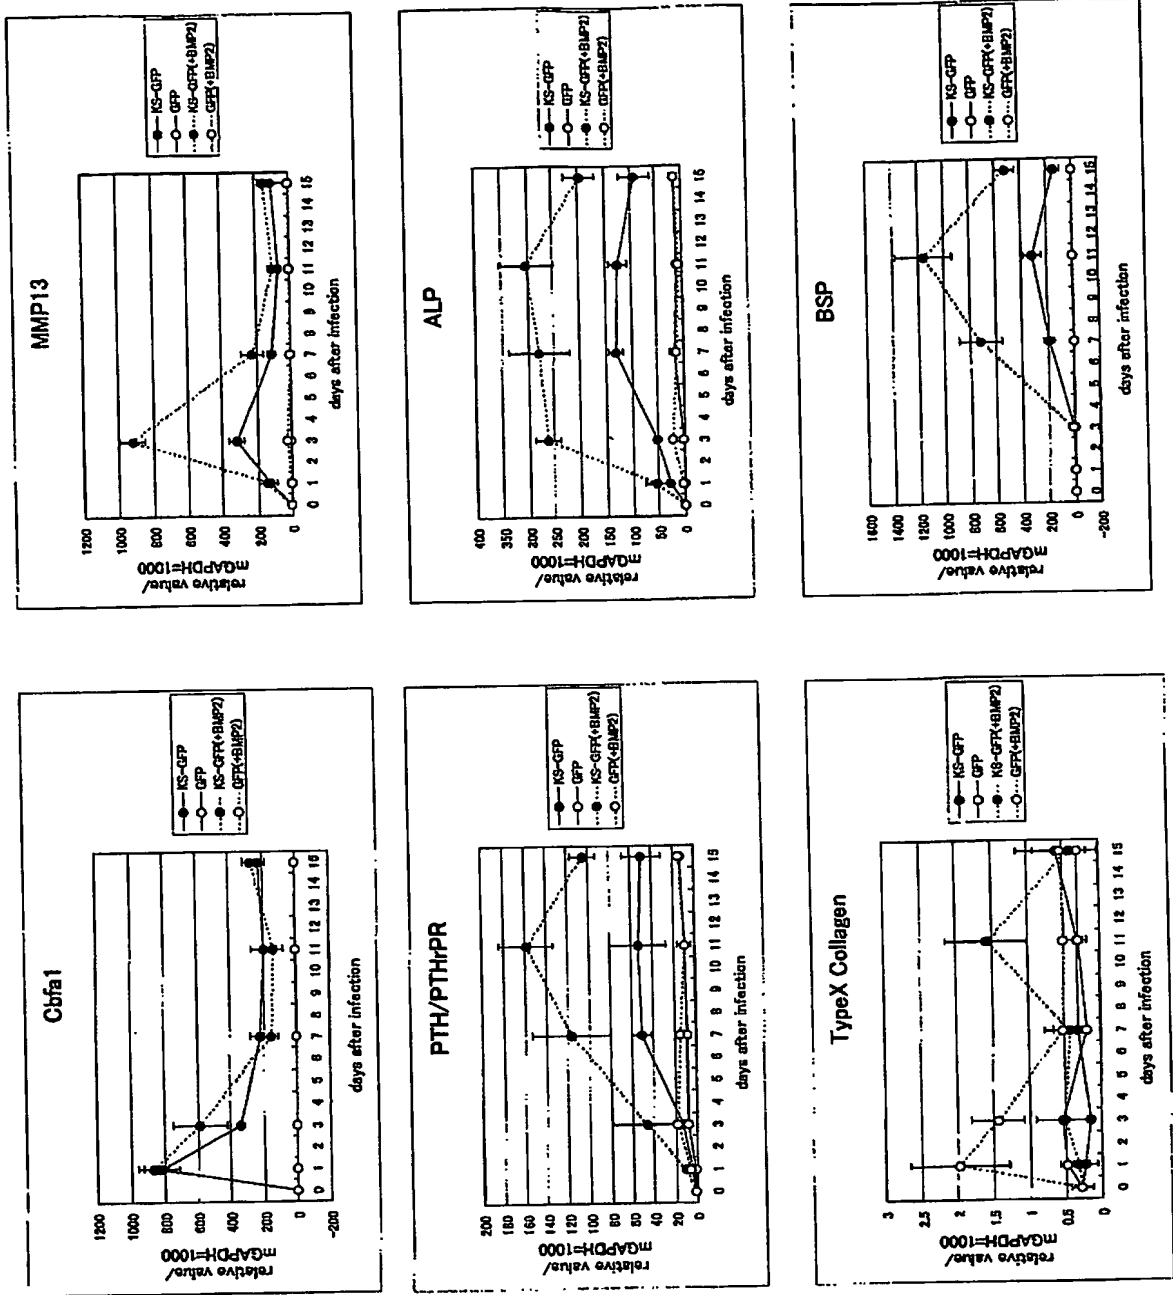 MMP13
relative value/
mGAPDH=1000
1200
1000
800
600
400
200
0
0 1 2 3 4 5 6 7 8 9 10 11 12 13 14 15
days after infection
KS-GFP
GFP
KS-GFP(+BMP2)
GFP(+BMP2)
ALP
relative value/
mGAPDH=1000
400
350
300
250
200
150
100
50
0
0 1 2 3 4 5 6 7 8 9 10 11 12 13 14 15
days after infection
KS-GFP
GFP
KS-GFP(+BMP2)
GFP(+BMP2)
BSP
relative value/
mGAPDH=1000
1600
1400
1200
1000
800
600
400
200
0
-200
0 1 2 3 4 5 6 7 8 9 10 11 12 13 14 15
days after infection
KS-GFP
GFP
KS-GFP(+BMP2)
GFP(+BMP2)
Cbfa1
relative value/
mGAPDH=1000
1200
1000
800
600
400
200
0
-200
0 1 2 3 4 5 6 7 8 9 10 11 12 13 14 15
days after infection
KS-GFP
GFP
KS-GFP(+BMP2)
GFP(+BMP2)
PTH/PTHrPR
relative value/
mGAPDH=1000
200
180
160
140
120
100
80
60
40
20
0
0 1 2 3 4 5 6 7 8 9 10 11 12 13 14 15
days after infection
KS-GFP
GFP
KS-GFP(+BMP2)
GFP(+BMP2)
TypeX Collagen
relative value/
mGAPDH=1000
3
2.5
2
1.5
1
0.5
0
0 1 2 3 4 5 6 7 8 9 10 11 12 13 14 15
days after infection
KS-GFP
GFP
KS-GFP(+BMP2)
GFP(+BMP2)